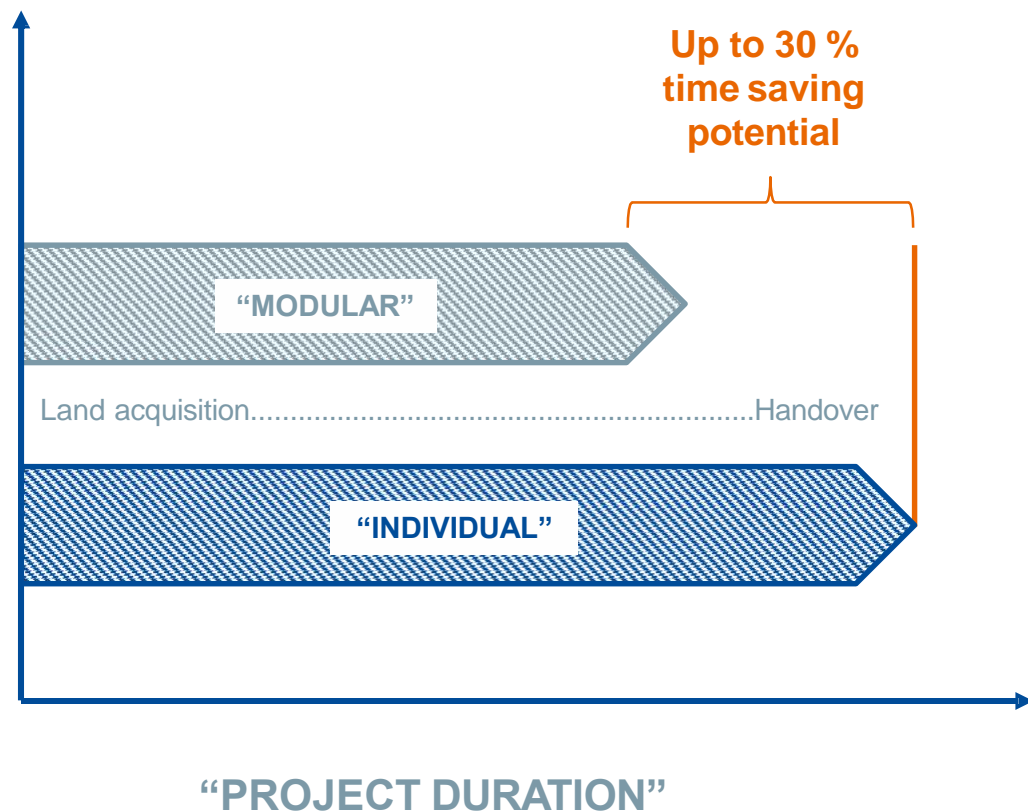 Up to 30 %
time saving
potential
“MODULAR”
Land acquisition.............................................................Handover
“INDIVIDUAL”
“PROJECT DURATION”